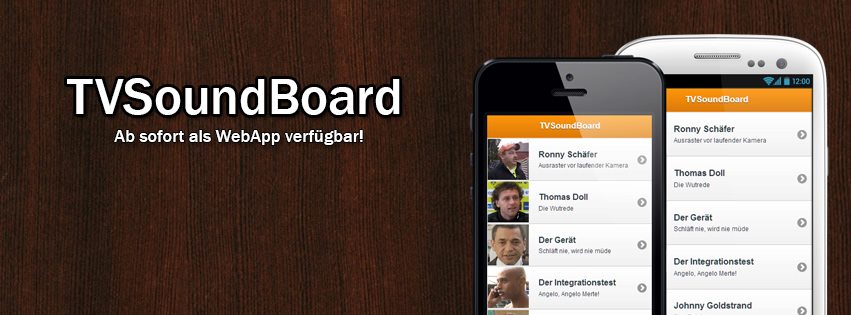 TVSoundBoard
Ab sofort als WebApp verfügbar!
TVSoundBoard
Ronny Schäfer
Ausraster vor laufender Kamera
Thomas Doll
Die Wutrede
Der Gerät
Schläft nie, wird nie müde
Der Integrationstest
Angelo, Angelo Merte!
12:00
TVSoundBoard
Ronny Schäfer
Ausraster vor laufender Kamera
Thomas Doll
Die Wutrede
Der Gerät
Schläft nie, wird nie müde
Der Integrationstest
Angelo, Angelo Merte!
Johnny Goldstrand